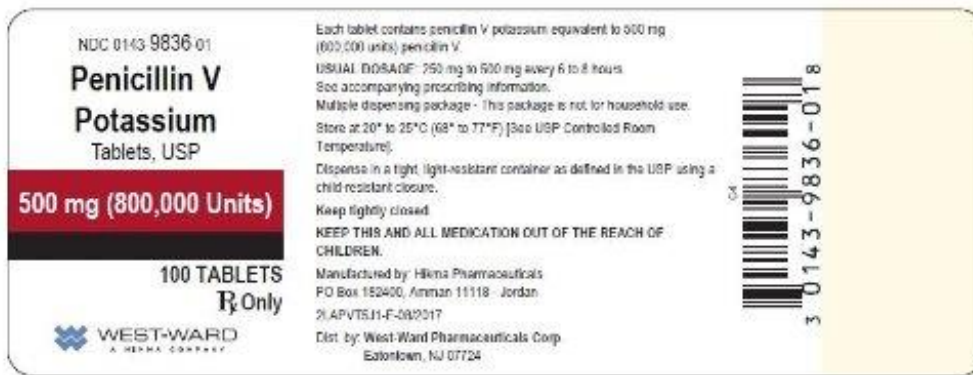 NDC 0143 9836 01
Penicillin V
Potassium
Tablets, USP
500 mg (800,000 Units)
100 TABLETS
Rx Only
WEST-WARD
A HIKMA COMPANY
Each tablet contains penicillin V potassium equivalent to 500 mg
(800,000 units) penicillin V.
USUAL DOSAGE: 250 mg to 500 mg every 6 to 8 hours
See accompanying prescribing information.
Multiple dispensing package - This package is not for household use.
Store at 20° to 25°C (68° to 77°F) [See USP Controlled Room
Temperature].
Dispense in a tight, light-resistant container as defined in the USP using a
child-resistant closure.
Keep tightly closed
KEEP THIS AND ALL MEDICATION OUT OF THE REACH OF
CHILDREN.
Manufactured by: Hikma Pharmaceuticals
PO Box 182400, Amman 11118 - Jordan
Dist. by: West-Ward Pharmaceuticals Corp
Eatontown, NJ 07724
3 0143-9836-01 8